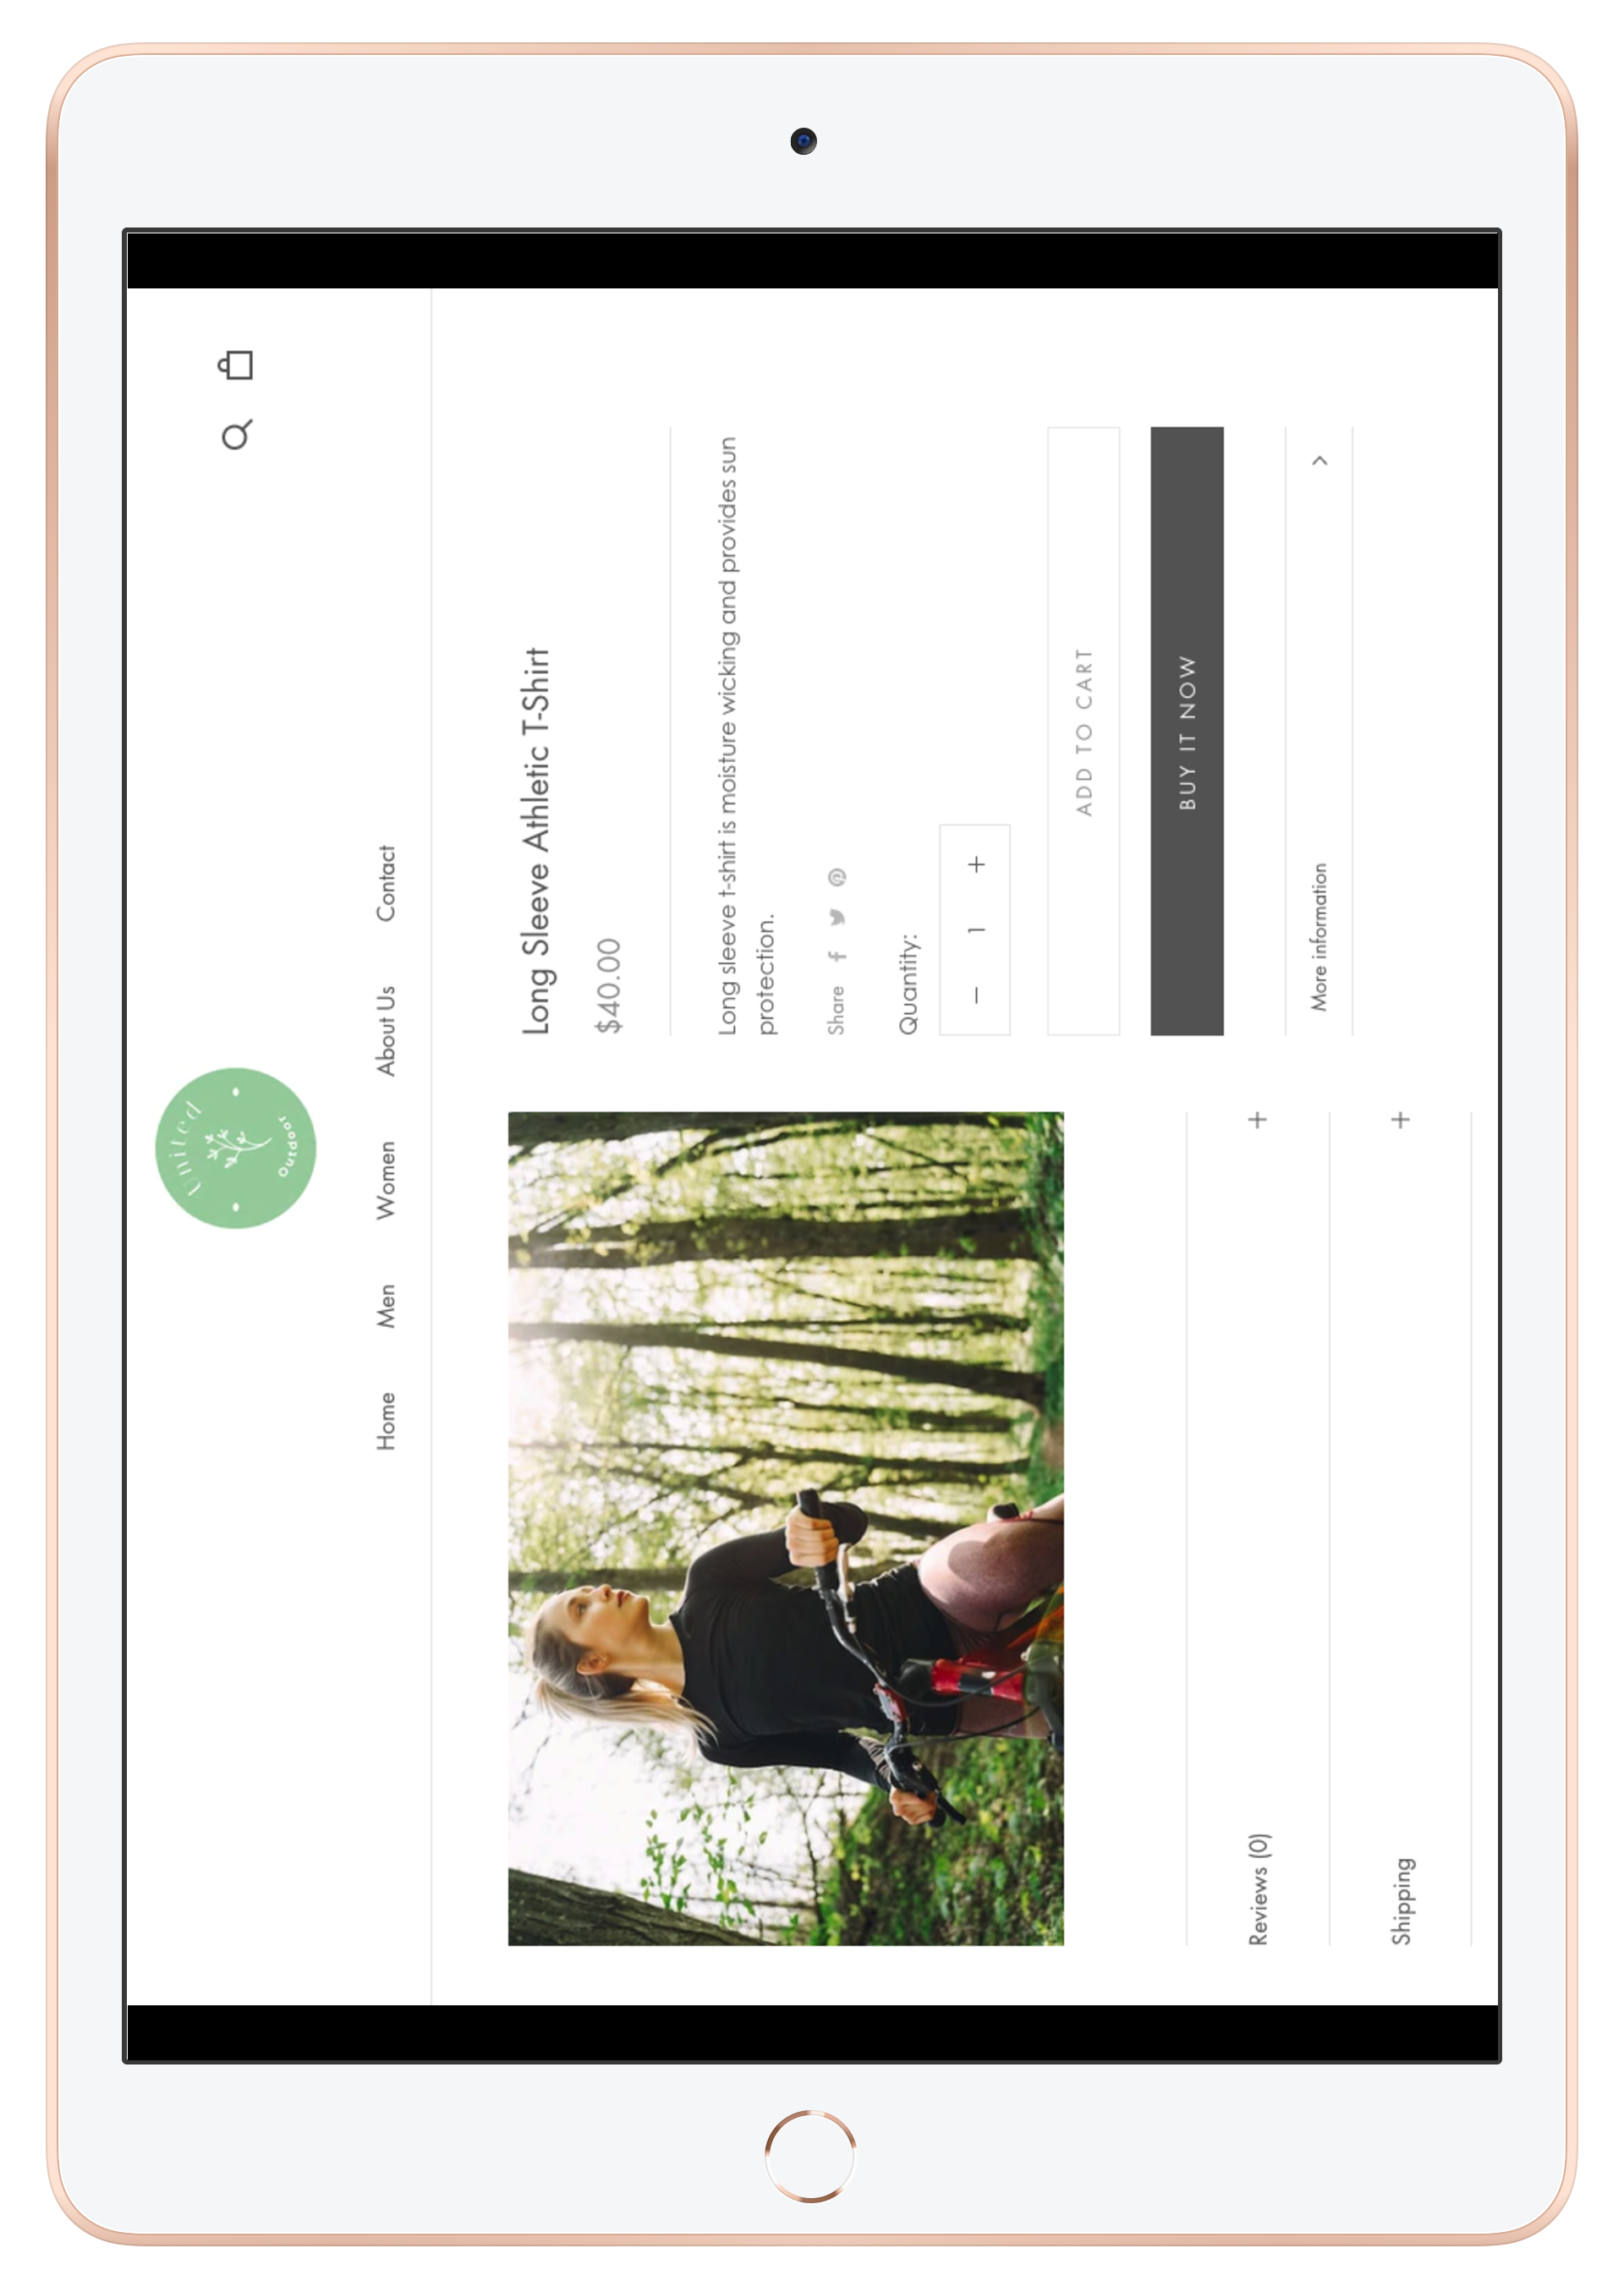 United
Outdoor
Home Men Women About Us Contact
Long Sleeve Athletic T-Shirt
$40.00
Long sleeve t-shirt is moisture wicking and provides sun
protection.
Share
Quantity:
− 1 +
ADD TO CART
BUY IT NOW
More information
Reviews (0) +
Shipping +